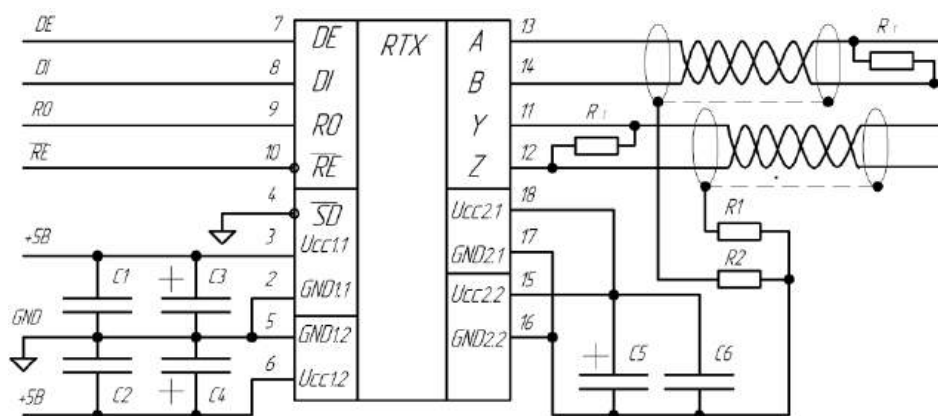 DE 7 DE RTX A 13 R т
DI 8 DI B 14
RO 9 RO Y 11 R т
RE 10 RE Z 12
4 SD Ucc2.1 18
+5В 3 Ucc1.1 GND2.1 17 R1
C1 C3 2 GND1.1 Ucc2.2 15 R2
GND 5 GND1.2 GND2.2 16
C2 C4 6 Ucc1.2 C5 C6
+5В